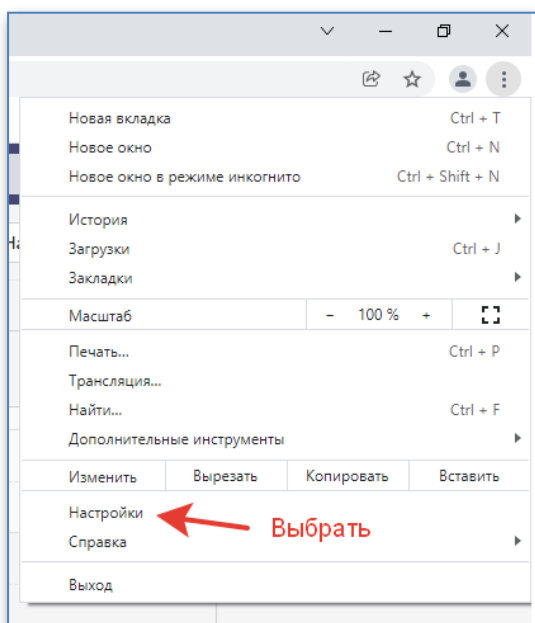 Новая вкладка Ctrl + T
Новое окно Ctrl + N
Новое окно в режиме инкогнито Ctrl + Shift + N
История
Загрузки Ctrl + J
Закладки
Масштаб - 100 % +
Печать... Ctrl + P
Трансляция...
Найти... Ctrl + F
Дополнительные инструменты
Изменить Вырезать Копировать Вставить
Настройки Выбрать
Справка
Выход